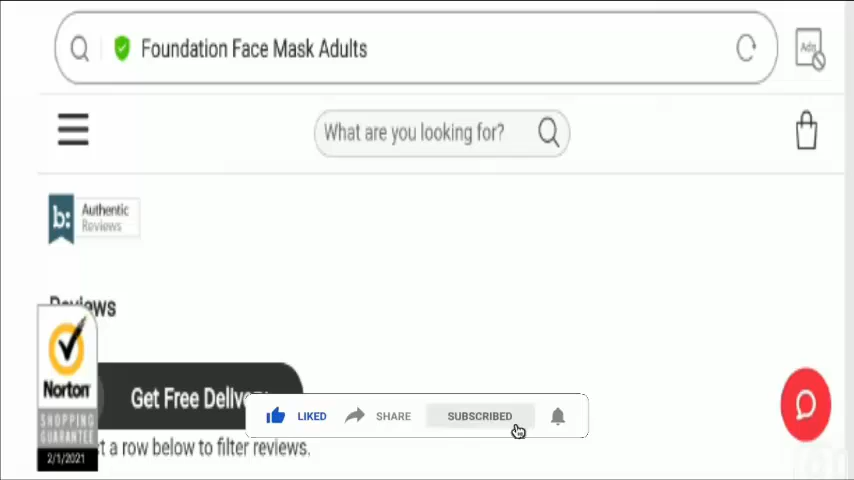 Foundation Face Mask Adults
What are you looking for?
b: Authentic
Reviews
Reviews
Norton
SHOPPING
GUARANTEE
2/1/2021
Get Free Delivery
LIKED SHARE SUBSCRIBED
t a row below to filter reviews.